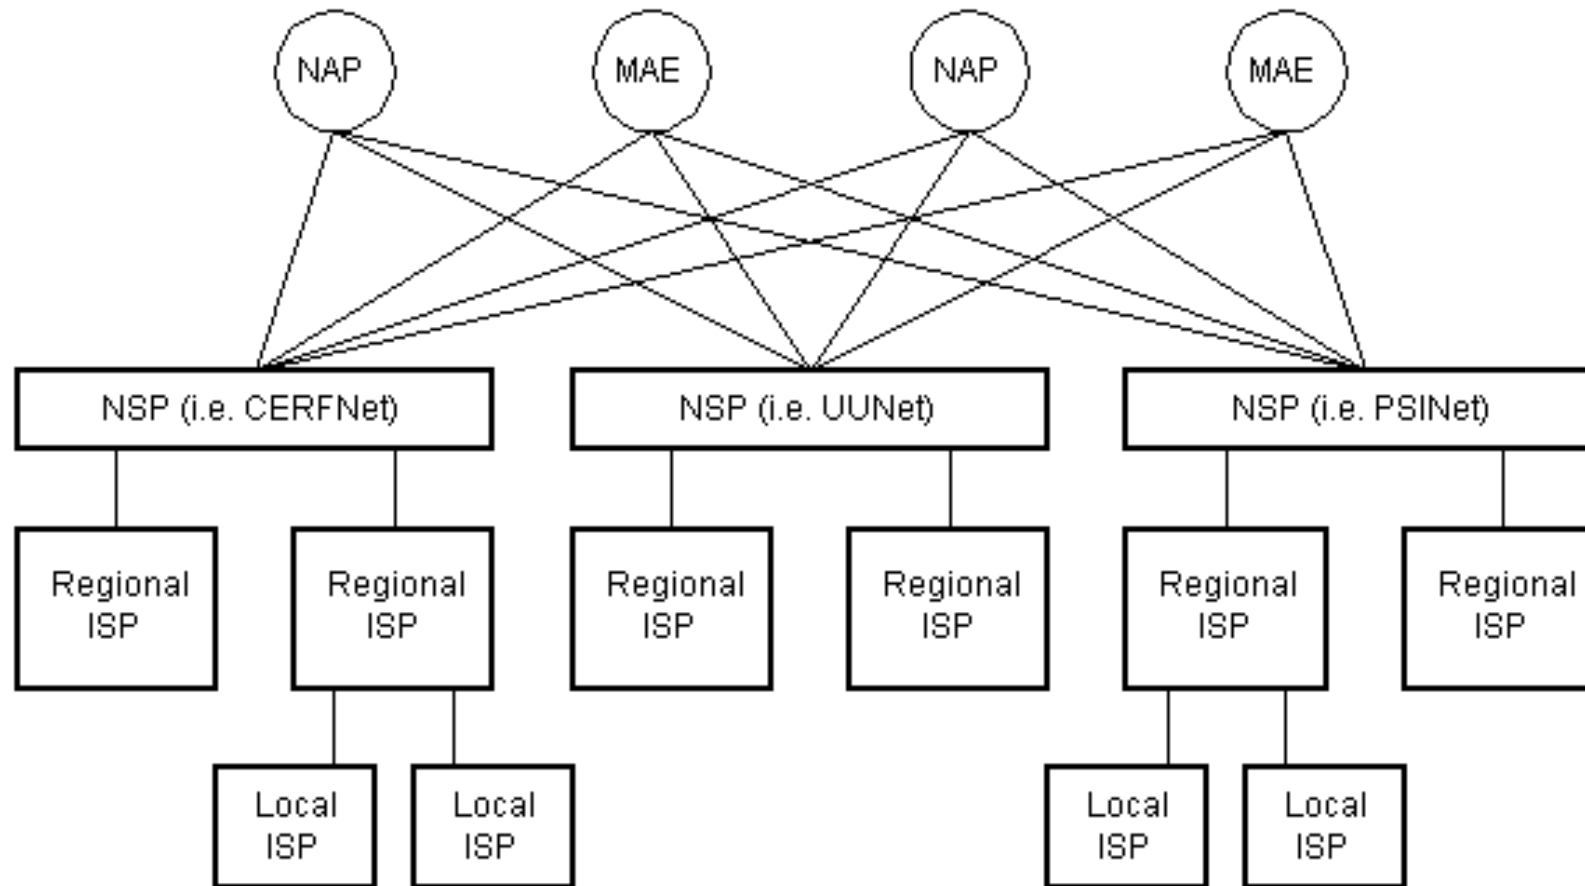 NAP
MAE
NAP
MAE
NSP (i.e. CERFNet)
NSP (i.e. UUNet)
NSP (i.e. PSINet)
Regional
ISP
Regional
ISP
Regional
ISP
Regional
ISP
Regional
ISP
Regional
ISP
Local
ISP
Local
ISP
Local
ISP
Local
ISP